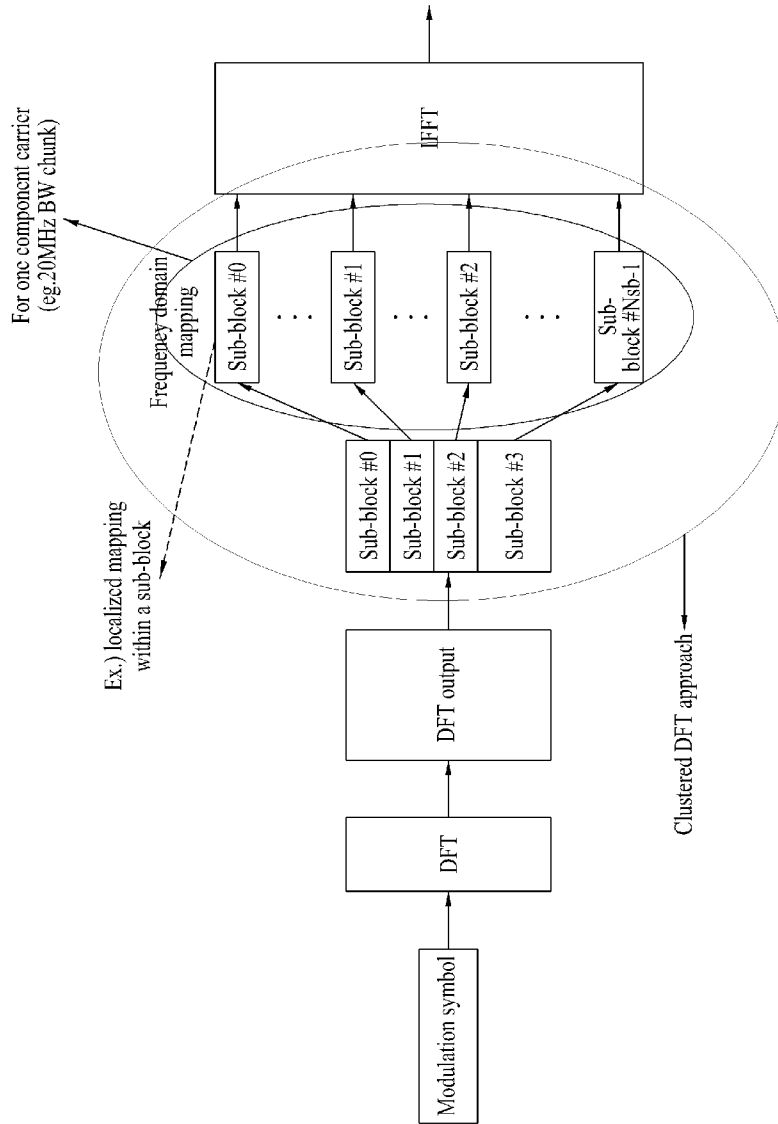 Modulation symbol
DFT
DFT output
Sub-block #0
Sub-block #1
Sub-block #2
Sub-block #3
Ex.) localized mapping
within a sub-block
Frequency domain
mapping
For one component carrier
(eg.20MHz BW chunk)
Sub-block #0
Sub-block #1
Sub-block #2
Sub-
block #Nsb-1
IFFT
Clustered DFT approach